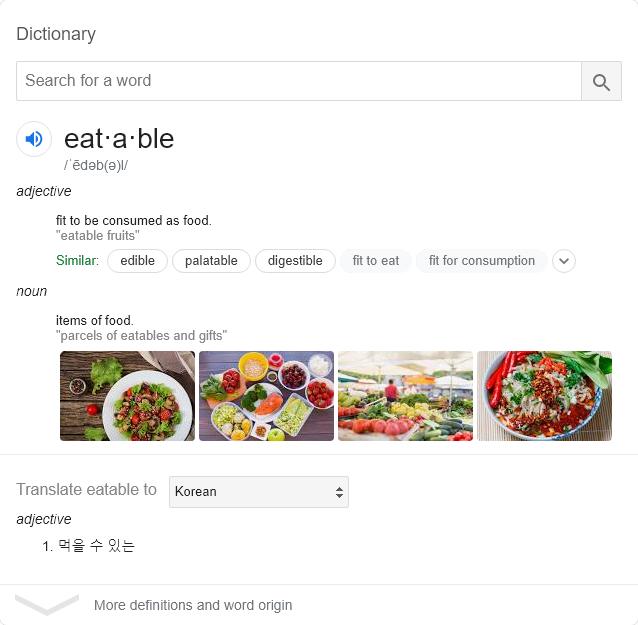 Dictionary
Search for a word
eat·a·ble
/ˈēdəb(ə)l/
adjective
fit to be consumed as food.
"eatable fruits"
Similar: edible palatable digestible fit to eat fit for consumption
noun
items of food.
"parcels of eatables and gifts"
Translate eatable to Korean
adjective
1. 먹을 수 있는
More definitions and word origin